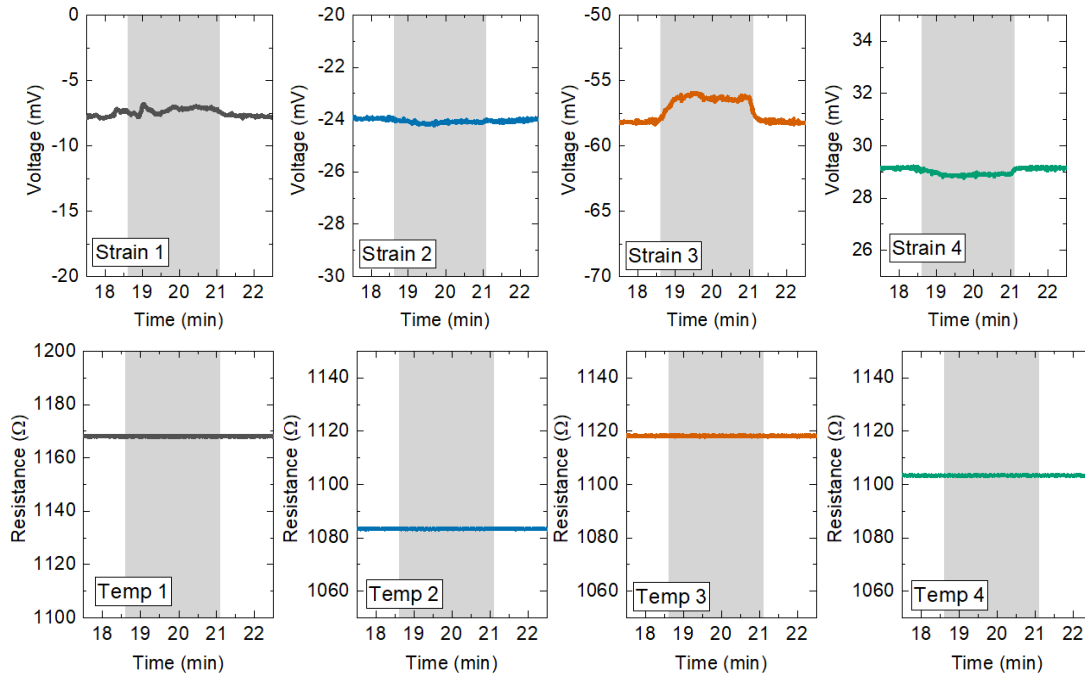 0
-5
-10
-15
-20
Voltage (mV)
Strain 1
18 19 20 21 22
Time (min)
-20
-22
-24
-26
-28
-30
Voltage (mV)
Strain 2
18 19 20 21 22
Time (min)
-50
-55
-60
-65
-70
Voltage (mV)
Strain 3
18 19 20 21 22
Time (min)
34
32
30
28
26
Voltage (mV)
Strain 4
18 19 20 21 22
Time (min)
1200
1180
1160
1140
1120
1100
Resistance (Ω)
Temp 1
18 19 20 21 22
Time (min)
1140
1120
1100
1080
1060
Resistance (Ω)
Temp 2
18 19 20 21 22
Time (min)
1140
1120
1100
1080
1060
Resistance (Ω)
Temp 3
18 19 20 21 22
Time (min)
1140
1120
1100
1080
1060
Resistance (Ω)
Temp 4
18 19 20 21 22
Time (min)